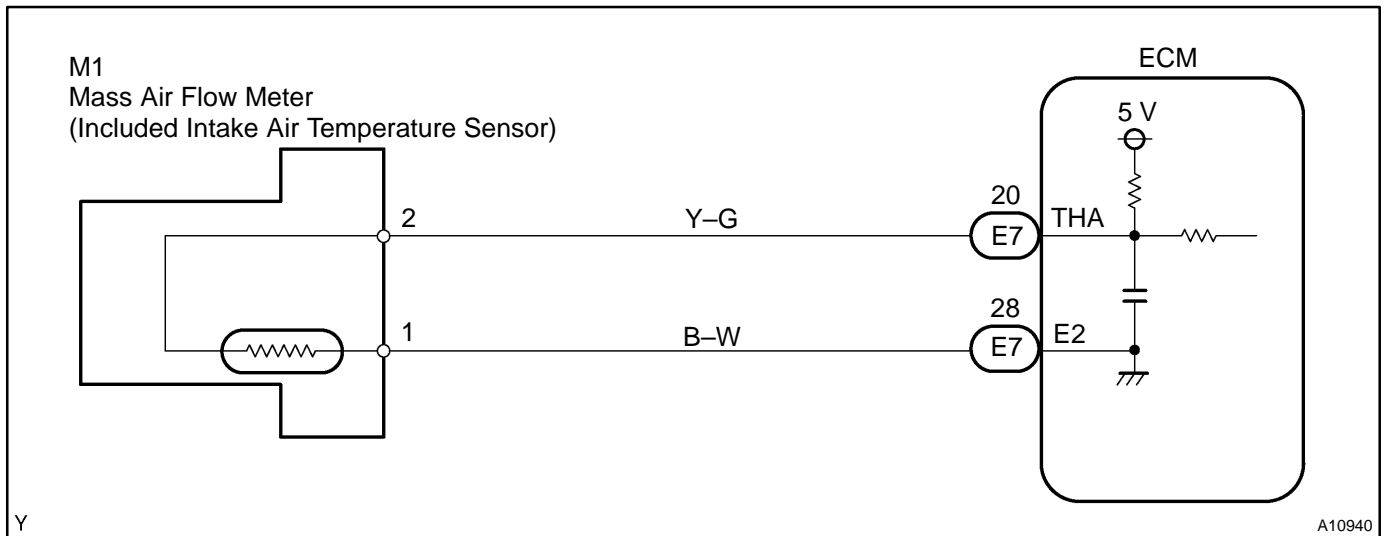 M1
Mass Air Flow Meter
(Included Intake Air Temperature Sensor)
ECM
5 V
2
Y–G
20
E7
THA
1
B–W
28
E7
E2
Y
A10940